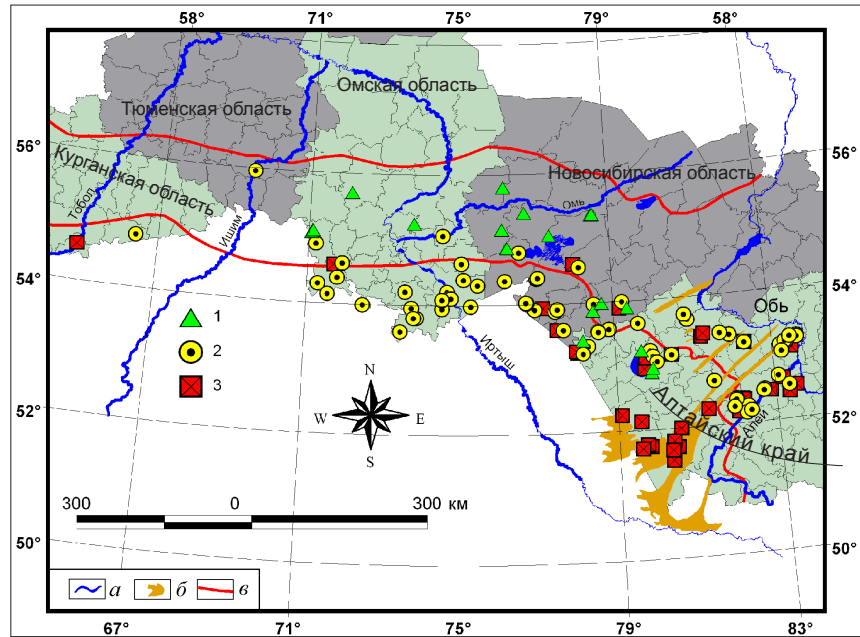 58° 71° 75° 79° 58°
Омская область
Тюменская область
56°
56°
Курганская область
Новосибирская область
Тобол
Омь
Ишим
54°
54°
Обь
1
2
Иртыш
3
N
W E
S
52°
52°
Алтайский край
Алей
300 0 300 км
50°
50°
а б в
67° 71° 75° 79° 83°